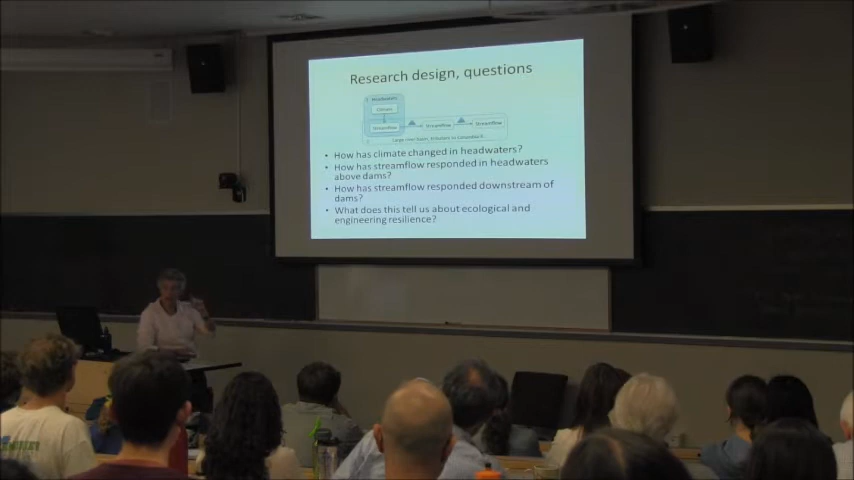 Research design, questions
Headwaters
Climate
Streamflow
Streamflow
Streamflow
• How has climate changed in headwaters?
• How has streamflow responded in headwaters
above dams?
• How has streamflow responded downstream of
dams?
• What does this tell us about ecological and
engineering resilience?